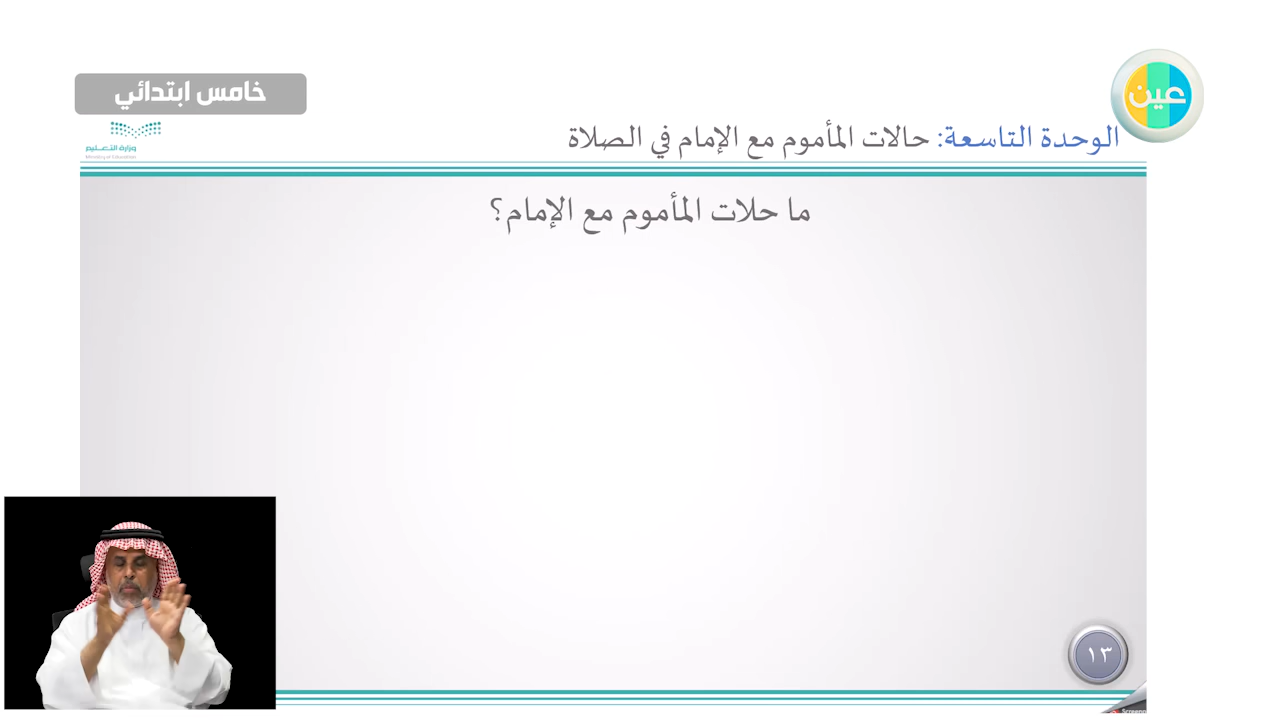 خامس ابتدائي
عين
وزارة التعليم
Ministry of Education
الوحدة التاسعة: حالات المأموم مع الإمام في الصلاة
ما حلات المأموم مع الإمام؟
١٣